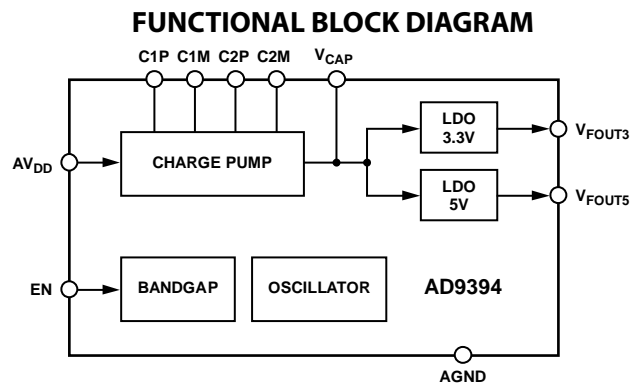 FUNCTIONAL BLOCK DIAGRAM
C1P C1M C2P C2M VCAP
LDO
3.3V
VFOUT3
AVDD
CHARGE PUMP
LDO
5V
VFOUT5
EN
BANDGAP
OSCILLATOR
AD9394
AGND